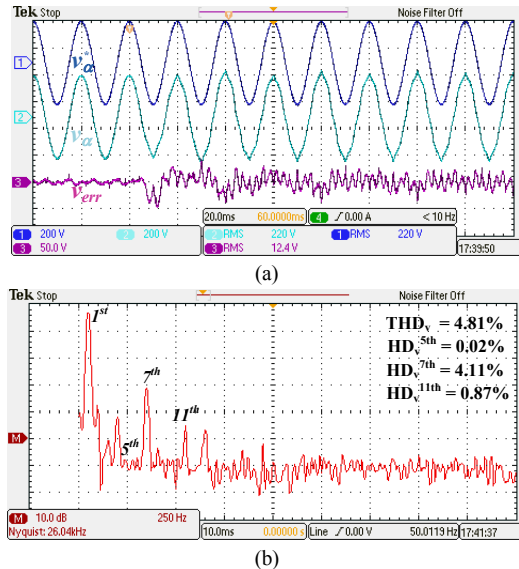 Tek Stop Noise Filter Off
1 v*α
2 vα
3 verr
20.0ms 60.0000ms 4 / 0.00 A < 10 Hz
1 200 V 2 200 V 2 RMS 220 V 1 RMS 220 V
3 50.0 V 3 RMS 12.4 V 17:39:50
(a)
Tek Stop Noise Filter Off
1st THDv = 4.81%
HDv5th = 0.02%
7th HDv7th = 4.11%
11th HDv11th = 0.87%
M 5th
M 10.0 dB 250 Hz
Nyquist: 26.04kHz 10.0ms 0.00000 s Line / 0.00 V 50.0119 Hz 17:41:37
(b)